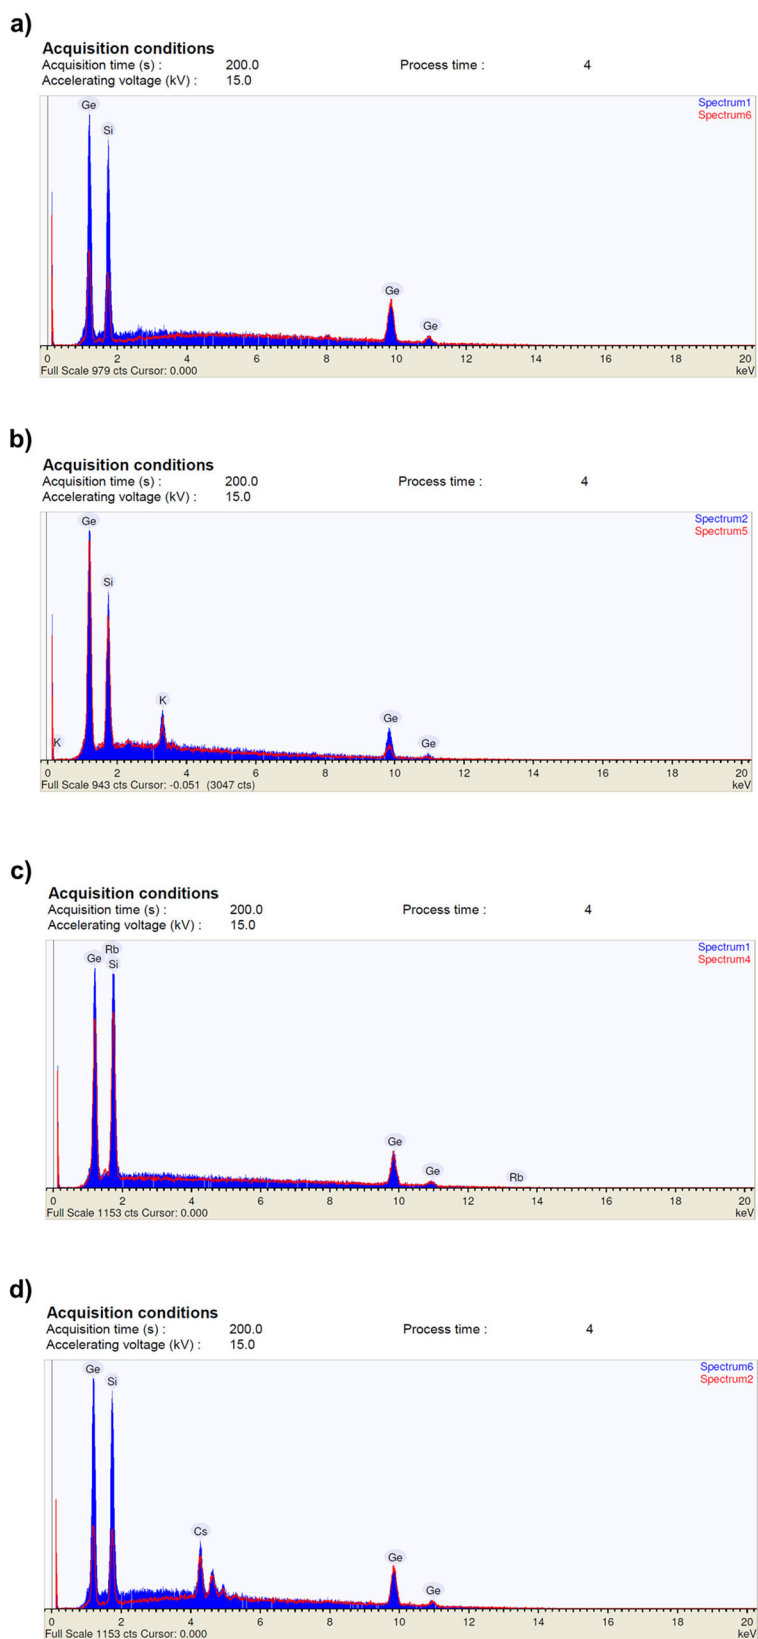 a)
Acquisition conditions
Acquisition time (s) : 200.0 Process time : 4
Accelerating voltage (kV) : 15.0
Spectrum1
Spectrum6
Ge
Si
Ge
Ge
0 2 4 6 8 10 12 14 16 18 20
Full Scale 979 cts Cursor: 0.000 keV
b)
Acquisition conditions
Acquisition time (s) : 200.0 Process time : 4
Accelerating voltage (kV) : 15.0
Spectrum2
Spectrum5
Ge
Si
K
K
Ge
Ge
0 2 4 6 8 10 12 14 16 18 20
Full Scale 943 cts Cursor: -0.051 (3047 cts) keV
c)
Acquisition conditions
Acquisition time (s) : 200.0 Process time : 4
Accelerating voltage (kV) : 15.0
Spectrum1
Spectrum4
Rb
Ge
Si
Ge
Ge
Rb
0 2 4 6 8 10 12 14 16 18 20
Full Scale 1153 cts Cursor: 0.000 keV
d)
Acquisition conditions
Acquisition time (s) : 200.0 Process time : 4
Accelerating voltage (kV) : 15.0
Spectrum6
Spectrum2
Ge
Si
Cs
Ge
Ge
0 2 4 6 8 10 12 14 16 18 20
Full Scale 1153 cts Cursor: 0.000 keV